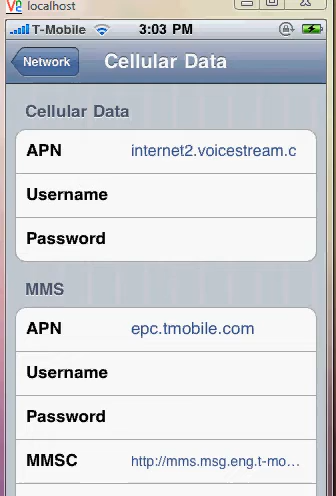 localhost
T-Mobile 3:03 PM
Network Cellular Data
Cellular Data
APN internet2.voicestream.c
Username
Password
MMS
APN epc.tmobile.com
Username
Password
MMSC http://mms.msg.eng.t-mo...